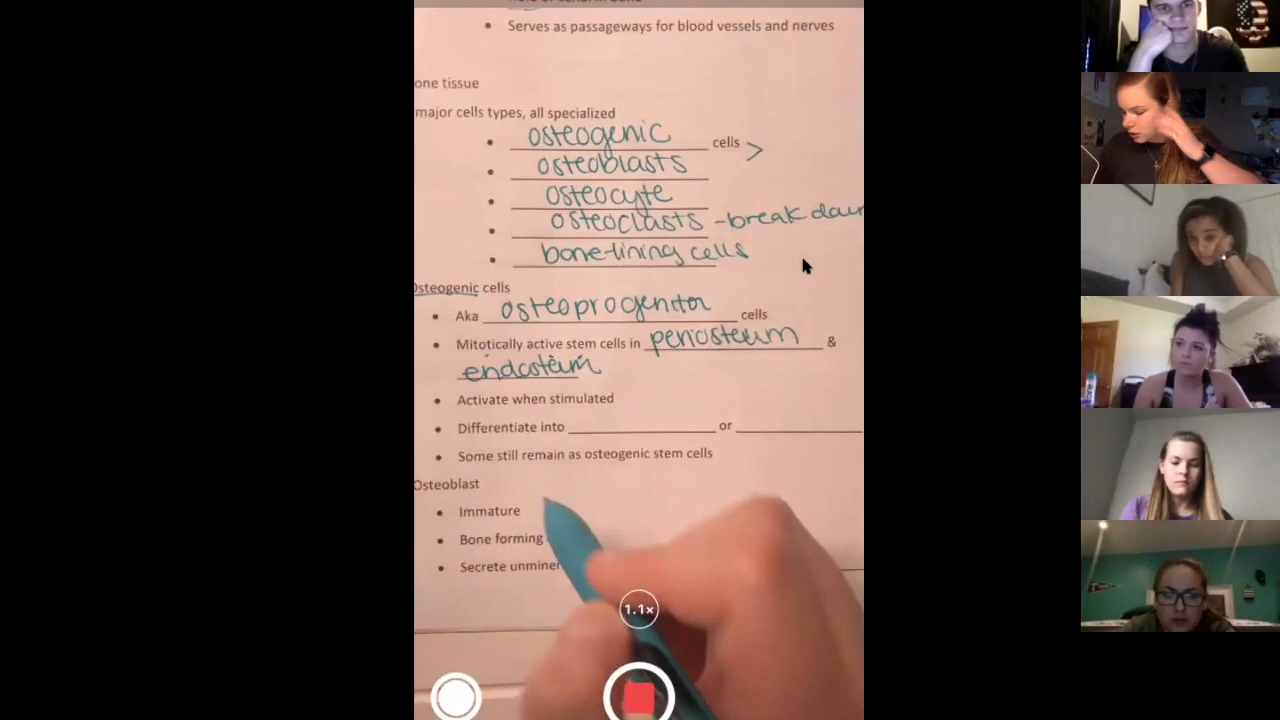 Serves as passageways for blood vessels and nerves
one tissue
major cells types, all specialized
osteogenic cells >
osteoblasts
osteocyte
osteoclasts - break dow
bone-lining cells
Osteogenic cells
Aka osteoprogenitor cells
Mitotically active stem cells in periosteum &
endosteum
Activate when stimulated
Differentiate into ____ or ____
Some still remain as osteogenic stem cells
Osteoblast
Immature
Bone forming
Secrete unminer
1.1×